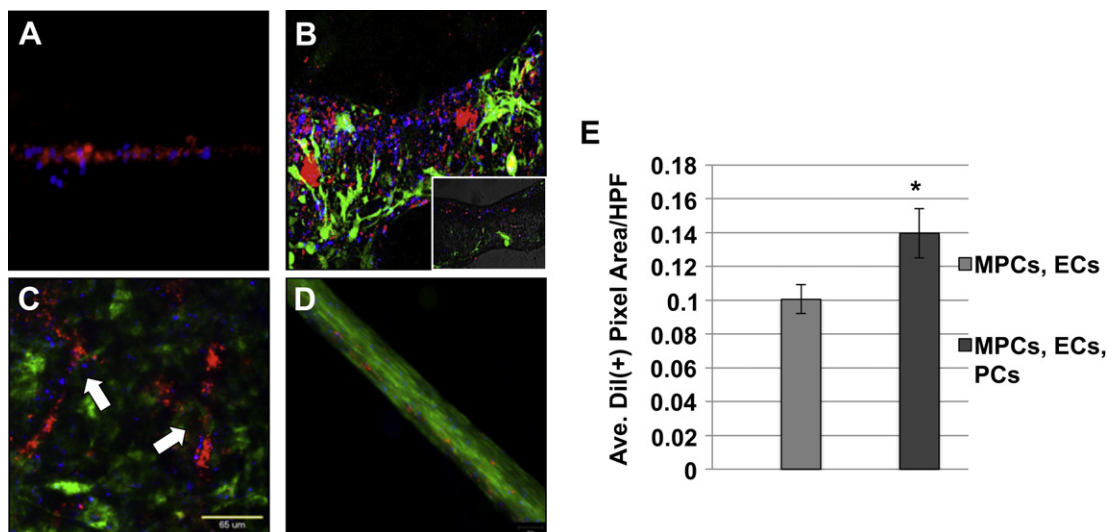 A
B
C
65 um
D
E
Ave. DiI(+) Pixel Area/HPF
0.18
0.16
0.14
0.12
0.1
0.08
0.06
0.04
0.02
0
*
MPCs, ECs
MPCs, ECs,
PCs